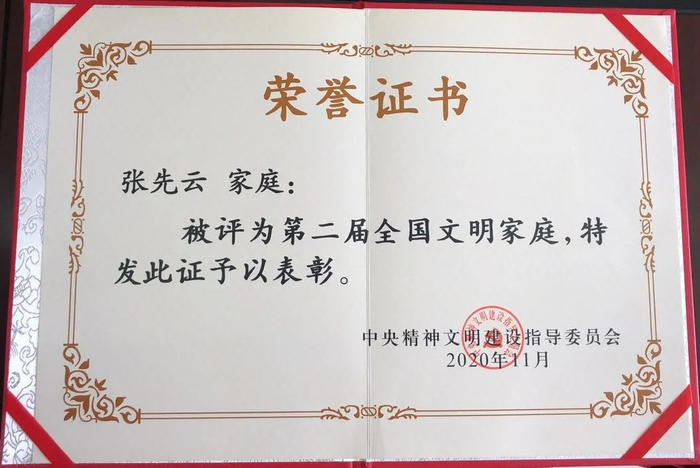 荣誉证书
张先云 家庭：
被评为第二届全国文明家庭，特
发此证予以表彰。
中央精神文明建设指导委员会
2020年11月